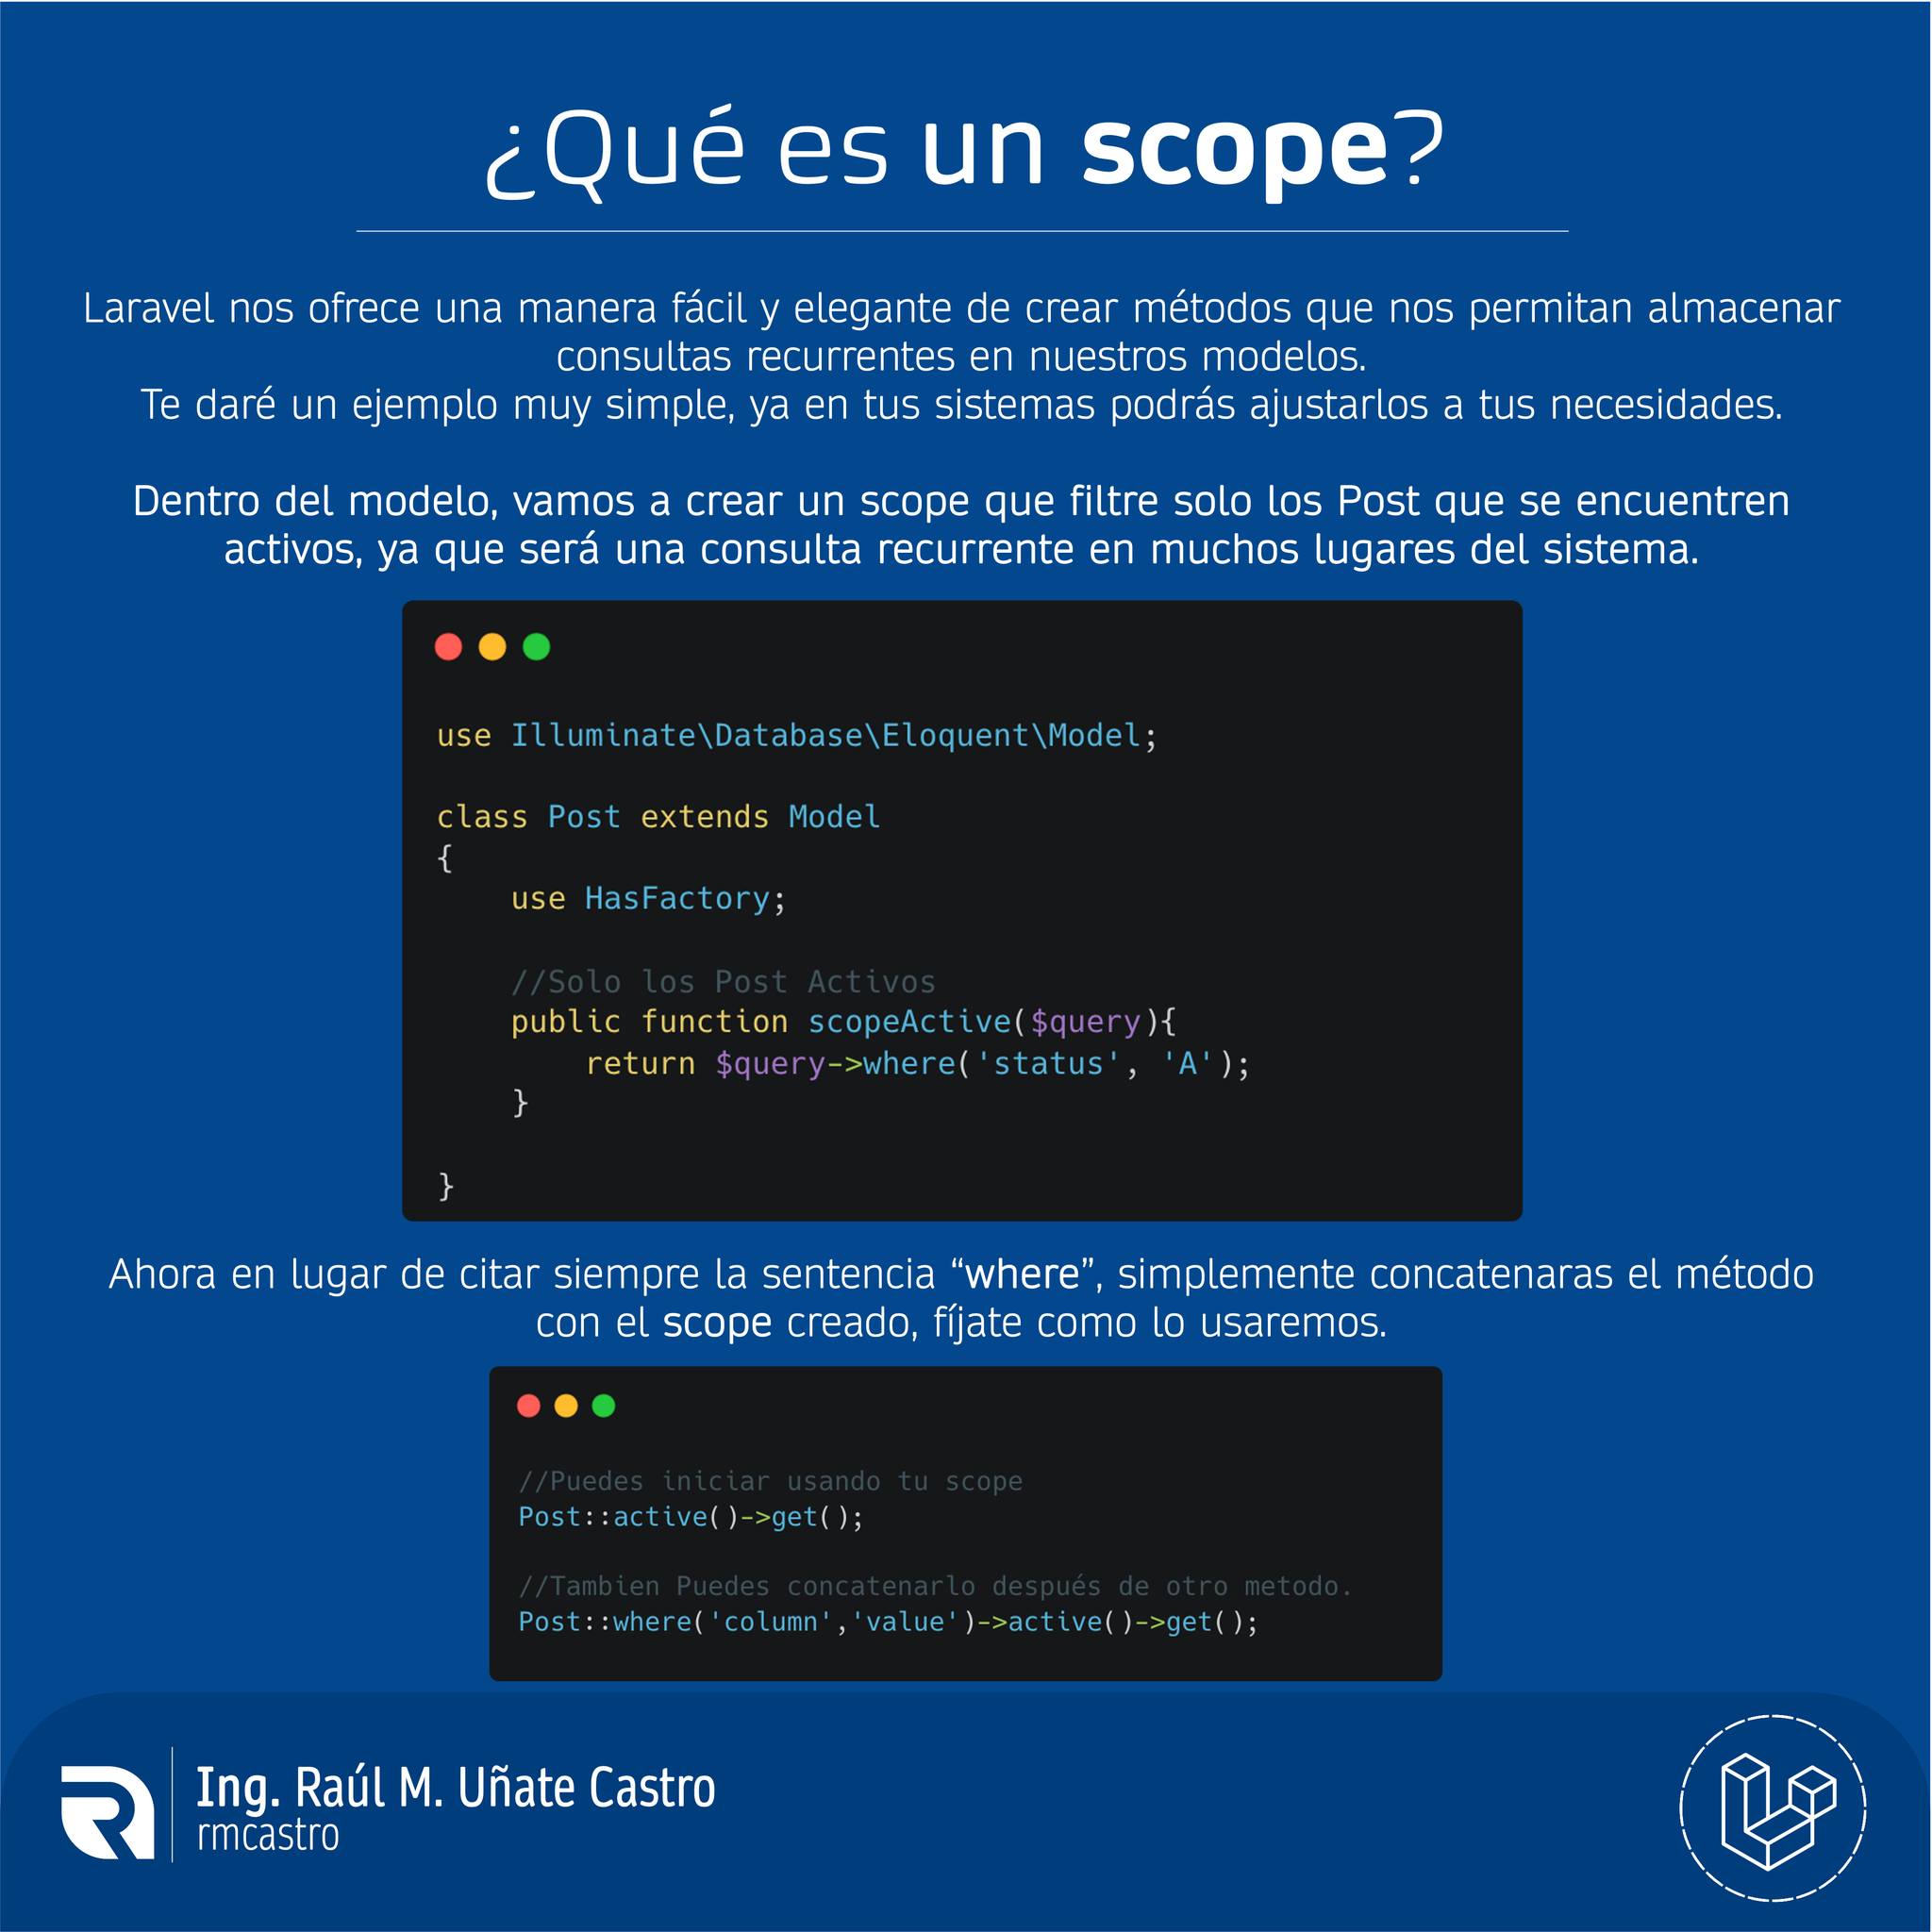 ¿Qué es un scope?
Laravel nos ofrece una manera fácil y elegante de crear métodos que nos permitan almacenar
consultas recurrentes en nuestros modelos.
Te daré un ejemplo muy simple, ya en tus sistemas podrás ajustarlos a tus necesidades.
Dentro del modelo, vamos a crear un scope que filtre solo los Post que se encuentren
activos, ya que será una consulta recurrente en muchos lugares del sistema.
use Illuminate\Database\Eloquent\Model;
class Post extends Model
{
    use HasFactory;
    //Solo los Post Activos
    public function scopeActive($query){
        return $query->where('status', 'A');
    }
}
Ahora en lugar de citar siempre la sentencia “where”, simplemente concatenaras el método
con el scope creado, fíjate como lo usaremos.
//Puedes iniciar usando tu scope
Post::active()->get();
//Tambien Puedes concatenarlo después de otro metodo.
Post::where('column','value')->active()->get();
Ing. Raúl M. Uñate Castro
rmcastro